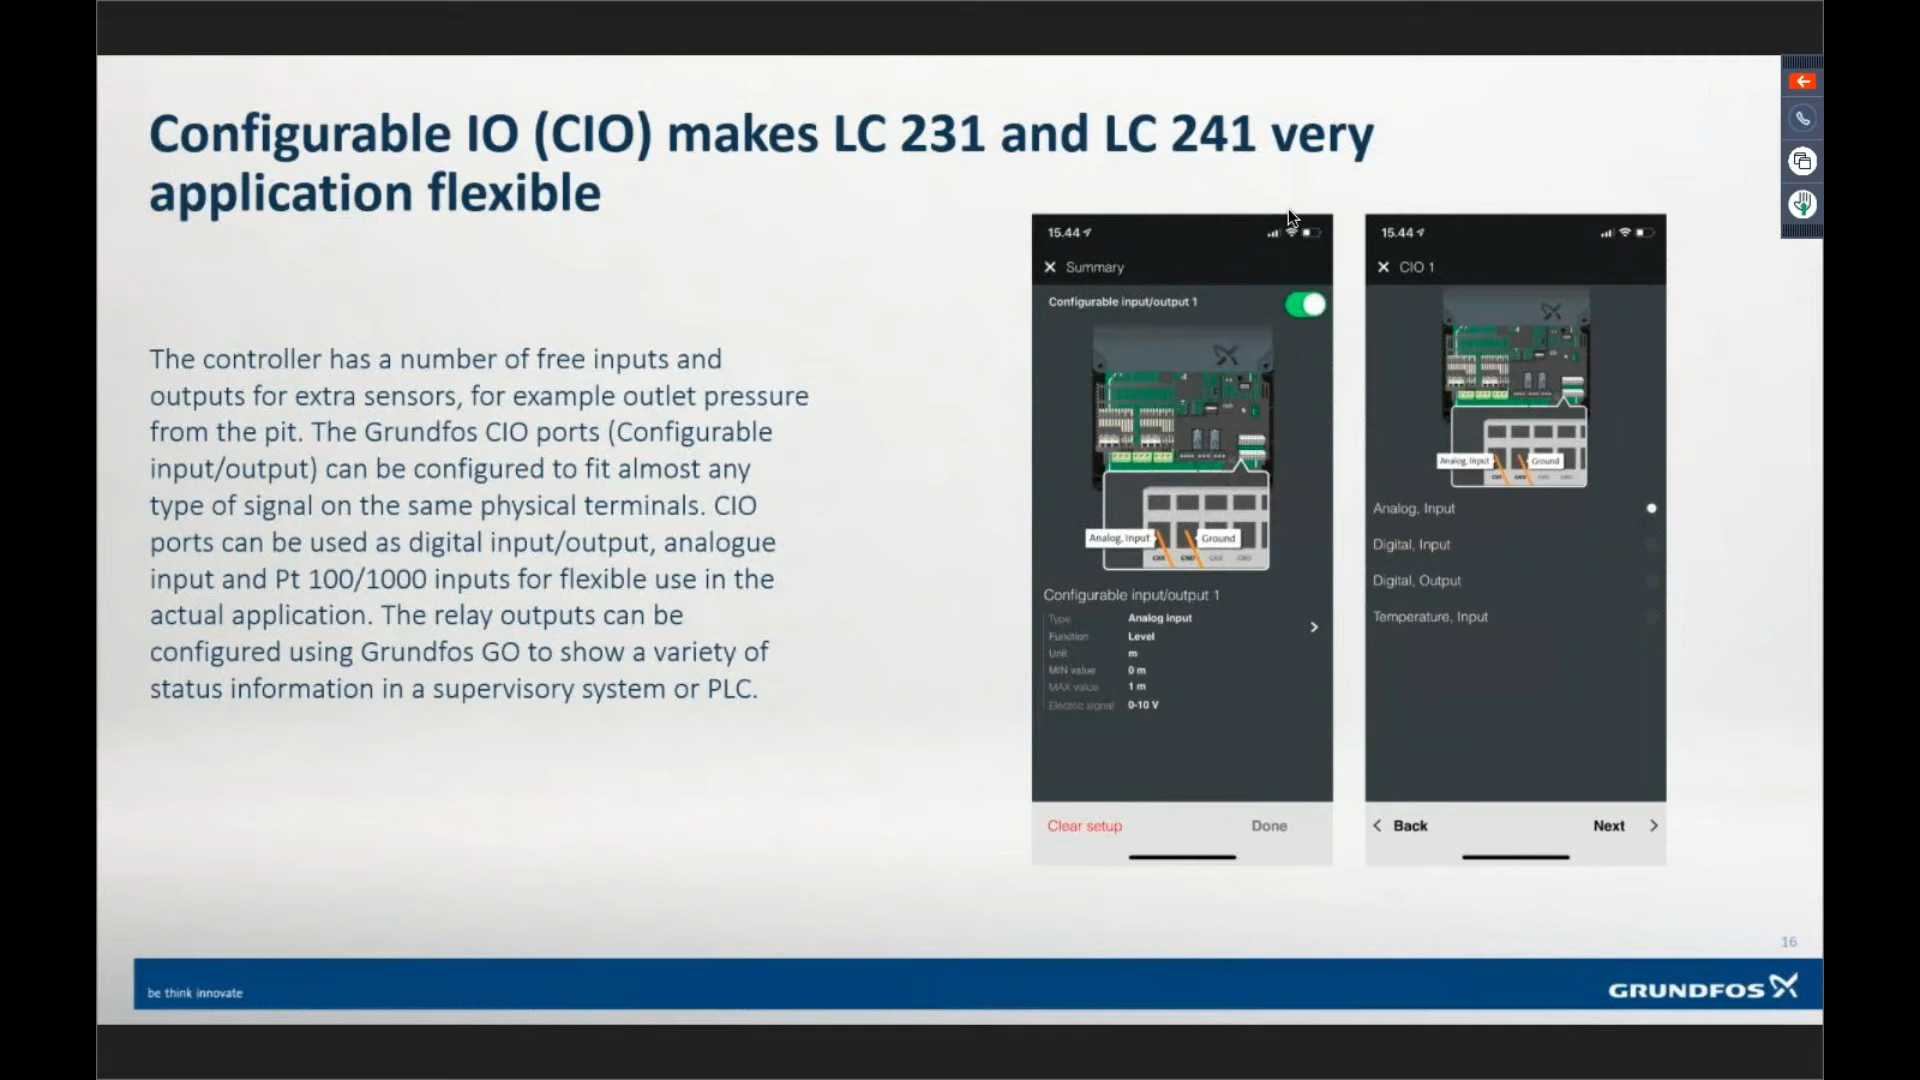 Configurable IO (CIO) makes LC 231 and LC 241 very
application flexible
The controller has a number of free inputs and
outputs for extra sensors, for example outlet pressure
from the pit. The Grundfos CIO ports (Configurable
input/output) can be configured to fit almost any
type of signal on the same physical terminals. CIO
ports can be used as digital input/output, analogue
input and Pt 100/1000 inputs for flexible use in the
actual application. The relay outputs can be
configured using Grundfos GO to show a variety of
status information in a supervisory system or PLC.
15.44
Summary
Configurable input/output 1
Analog, Input
Ground
Configurable input/output 1
Type Analog input
Function Level
Unit m
MIN value 0 m
MAX value 1 m
Electric signal 0-10 V
Clear setup
Done
15.44
CIO 1
Analog, Input
Ground
Analog, Input
Digital, Input
Digital, Output
Temperature, Input
Back
Next
16
be think innovate
GRUNDFOS